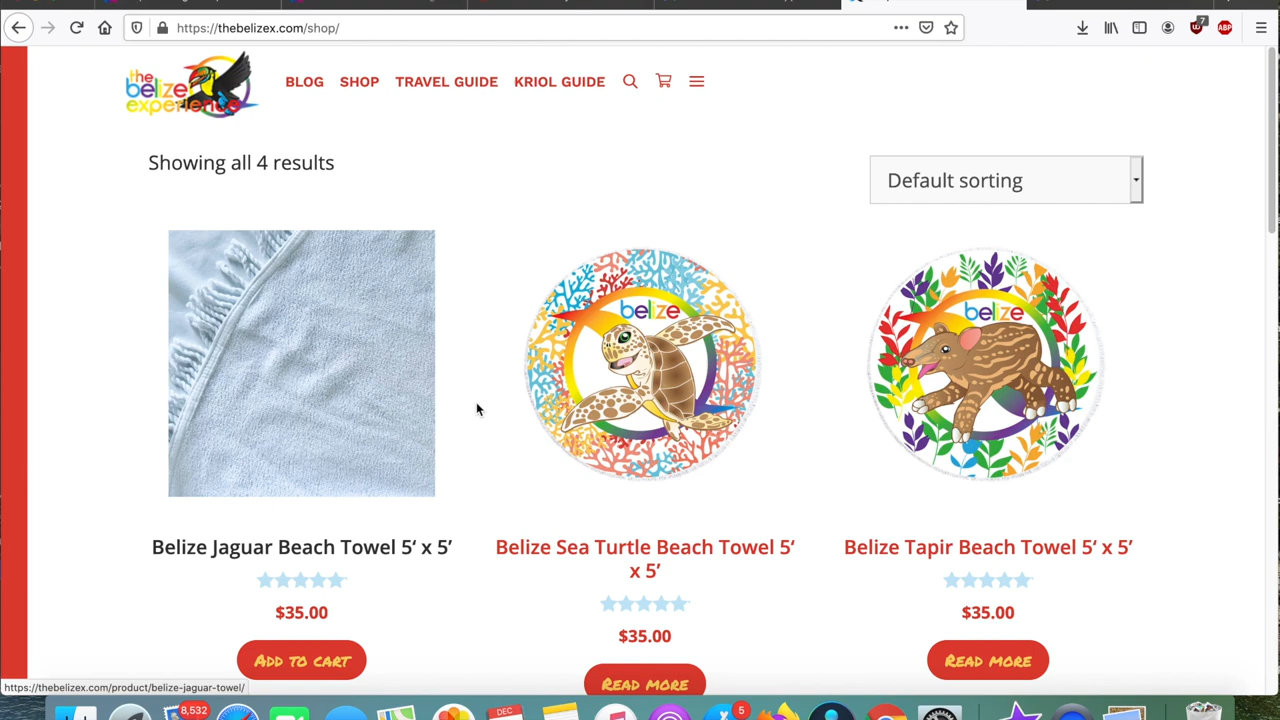 https://thebelizex.com/shop/
7
ABP
the
belize
experience
BLOG
SHOP
TRAVEL GUIDE
KRIOL GUIDE
Showing all 4 results
Default sorting
belize
belize
Belize Jaguar Beach Towel 5‘ x 5’
Belize Sea Turtle Beach Towel 5‘
x 5’
Belize Tapir Beach Towel 5‘ x 5’
$35.00
$35.00
$35.00
Add to cart
Read more
Read more
https://thebelizex.com/product/belize-jaguar-towel/
8,532
DEC
5